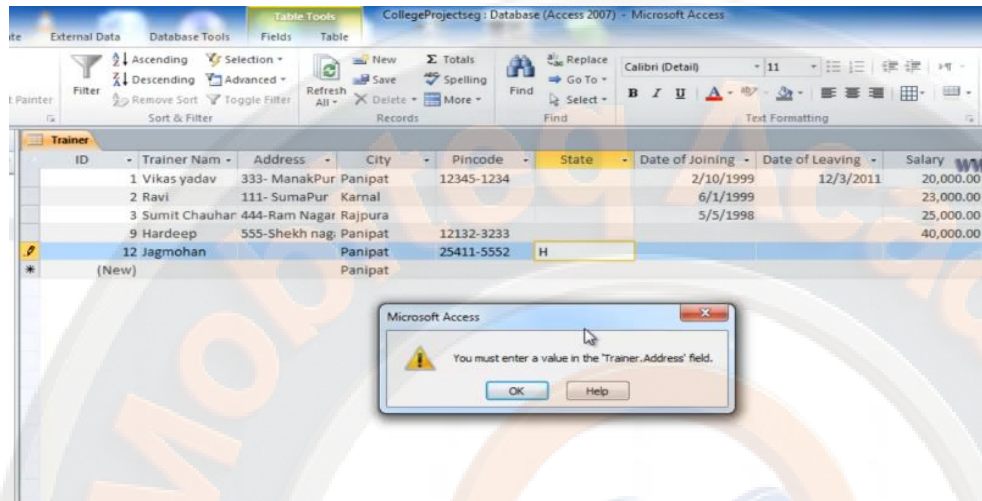 Table Tools
CollegeProjectseg : Database (Access 2007) - Microsoft Access
te External Data Database Tools Fields Table
Filter
Ascending
Descending
Remove Sort
Selection
Advanced
Toggle Filter
Sort & Filter
t Painter
Refresh All
New
Save
Delete
Totals
Spelling
More
Records
Find
Replace
Go To
Select
Find
Calibri (Detail) 11
B I U A
Text Formatting
Trainer
ID Trainer Nam Address City Pincode State Date of Joining Date of Leaving Salary
1 Vikas yadav 333- ManakPur Panipat 12345-1234 2/10/1999 12/3/2011 20,000.00
2 Ravi 111- SumaPur Karnal 6/1/1999 23,000.00
3 Sumit Chauhan 444-Ram Nagar Rajpura 5/5/1998 25,000.00
9 Hardeep 555-Shekh naga Panipat 12132-3233 40,000.00
12 Jagmohan Panipat 25411-5552 H
(New) Panipat
Microsoft Access
You must enter a value in the 'Trainer.Address' field.
OK Help
Mobiteq Acad